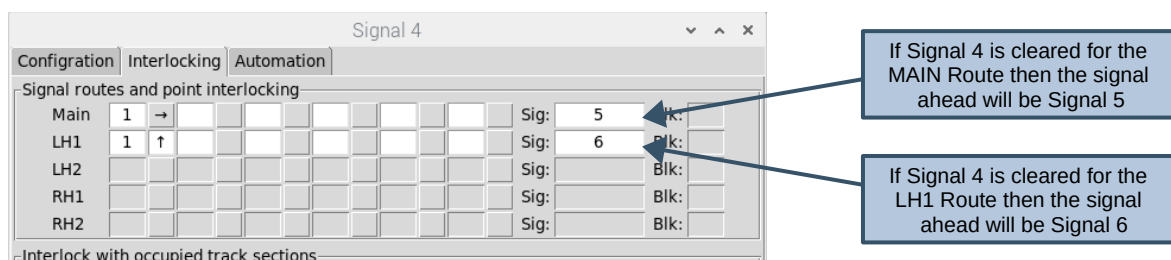 Signal 4
Configration Interlocking Automation
Signal routes and point interlocking
Main 1 → Sig: 5 Blk:
LH1 1 ↑ Sig: 6 Blk:
LH2 Sig: Blk:
RH1 Sig: Blk:
RH2 Sig: Blk:
Interlock with occupied track sections
If Signal 4 is cleared for the
MAIN Route then the signal
ahead will be Signal 5
If Signal 4 is cleared for the
LH1 Route then the signal
ahead will be Signal 6